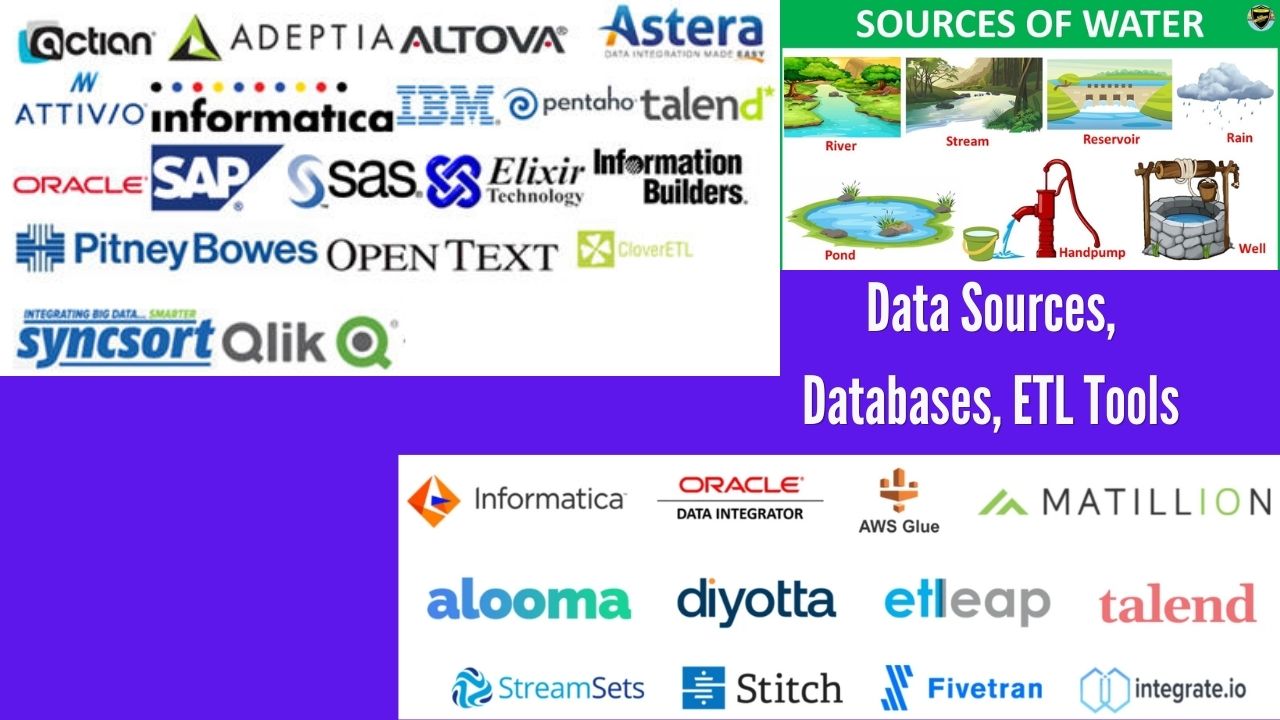 actian ADEPTIA ALTOVA® Astera
DATA INTEGRATION MADE EASY
ATTIV/O informatica IBM® pentaho talend*
ORACLE SAP® sas® Elixir Technology Information Builders®
Pitney Bowes OPEN TEXT CloverETL
INTEGRATING BIG DATA... SMARTER
syncsort Qlik Q®
SOURCES OF WATER
River Stream Reservoir Rain
Pond Handpump Well
Data Sources,
Databases, ETL Tools
Informatica ORACLE® AWS Glue MATILLION
DATA INTEGRATOR
alooma diyotta etleap talend
StreamSets Stitch Fivetran integrate.io